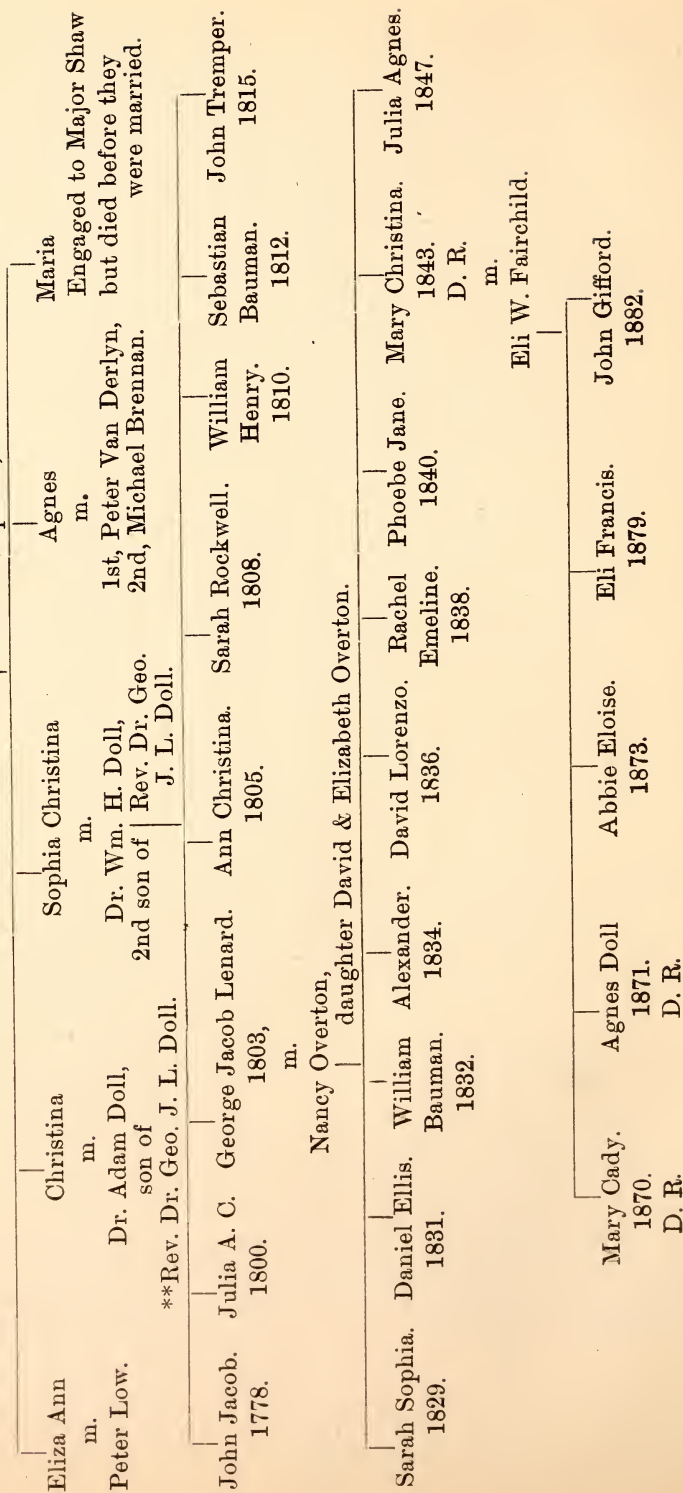 Eliza Ann
m.
Peter Low.
Christina
m.
Dr. Adam Doll,
son of
**Rev. Dr. Geo. J. L. Doll.
Sophia Christina
m.
Dr. Wm. H. Doll,
2nd son of Rev. Dr. Geo.
J. L. Doll.
Agnes
m.
1st, Peter Van Derlyn,
2nd, Michael Brennan.
Maria
Engaged to Major Shaw
but died before they
were married.
John Jacob.
1778.
Julia A. C.
1800.
George Jacob Lenard.
1803,
m.
Nancy Overton,
daughter David & Elizabeth Overton.
Ann Christina.
1805.
Sarah Rockwell.
1808.
William
Henry.
1810.
Sebastian
Bauman.
1812.
John Tremper.
1815.
Sarah Sophia.
1829.
Daniel Ellis.
1831.
William
Bauman.
1832.
Alexander.
1834.
David Lorenzo.
1836.
Rachel
Emeline.
1838.
Phoebe Jane.
1840.
Mary Christina.
1843.
D. R.
m.
Eli W. Fairchild.
Julia Agnes.
1847.
Mary Cady.
1870.
D. R.
Agnes Doll
1871.
D. R.
Abbie Eloise.
1873.
Eli Francis.
1879.
John Gifford.
1882.